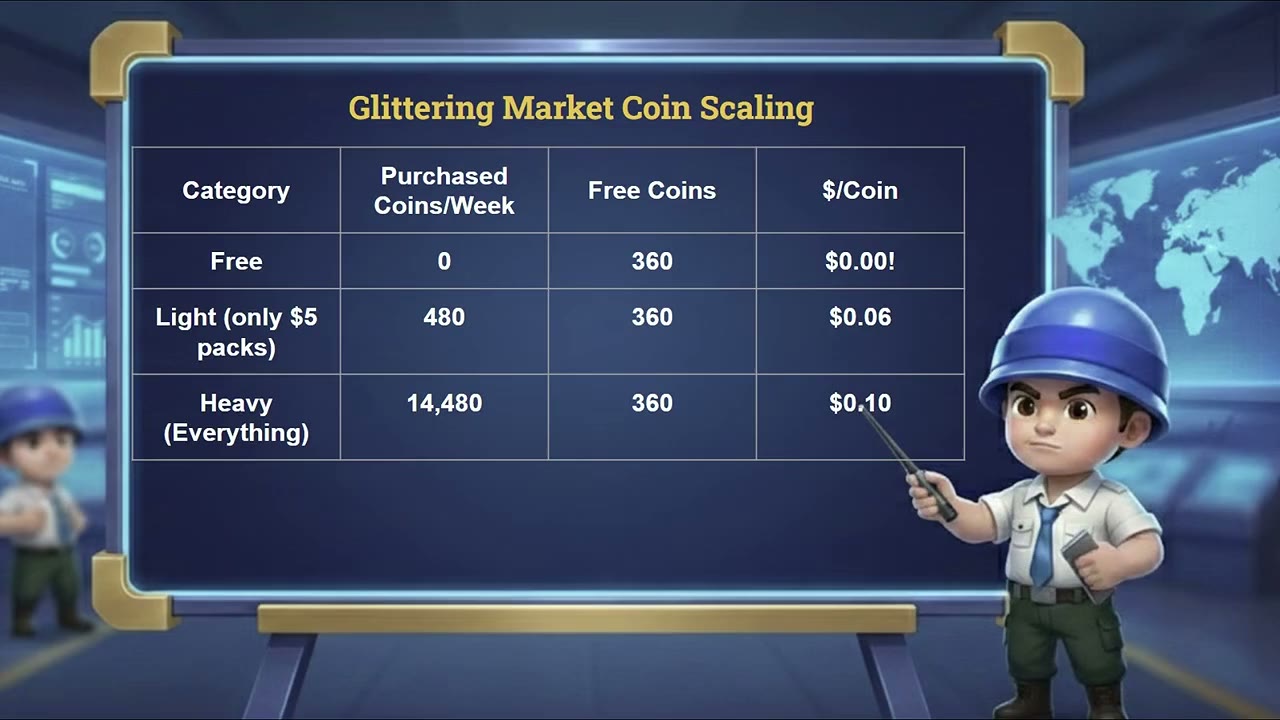 Glittering Market Coin Scaling
Category
Purchased
Coins/Week
Free Coins
$/Coin
Free
0
360
$0.00!
Light (only $5
packs)
480
360
$0.06
Heavy
(Everything)
14,480
360
$0.10